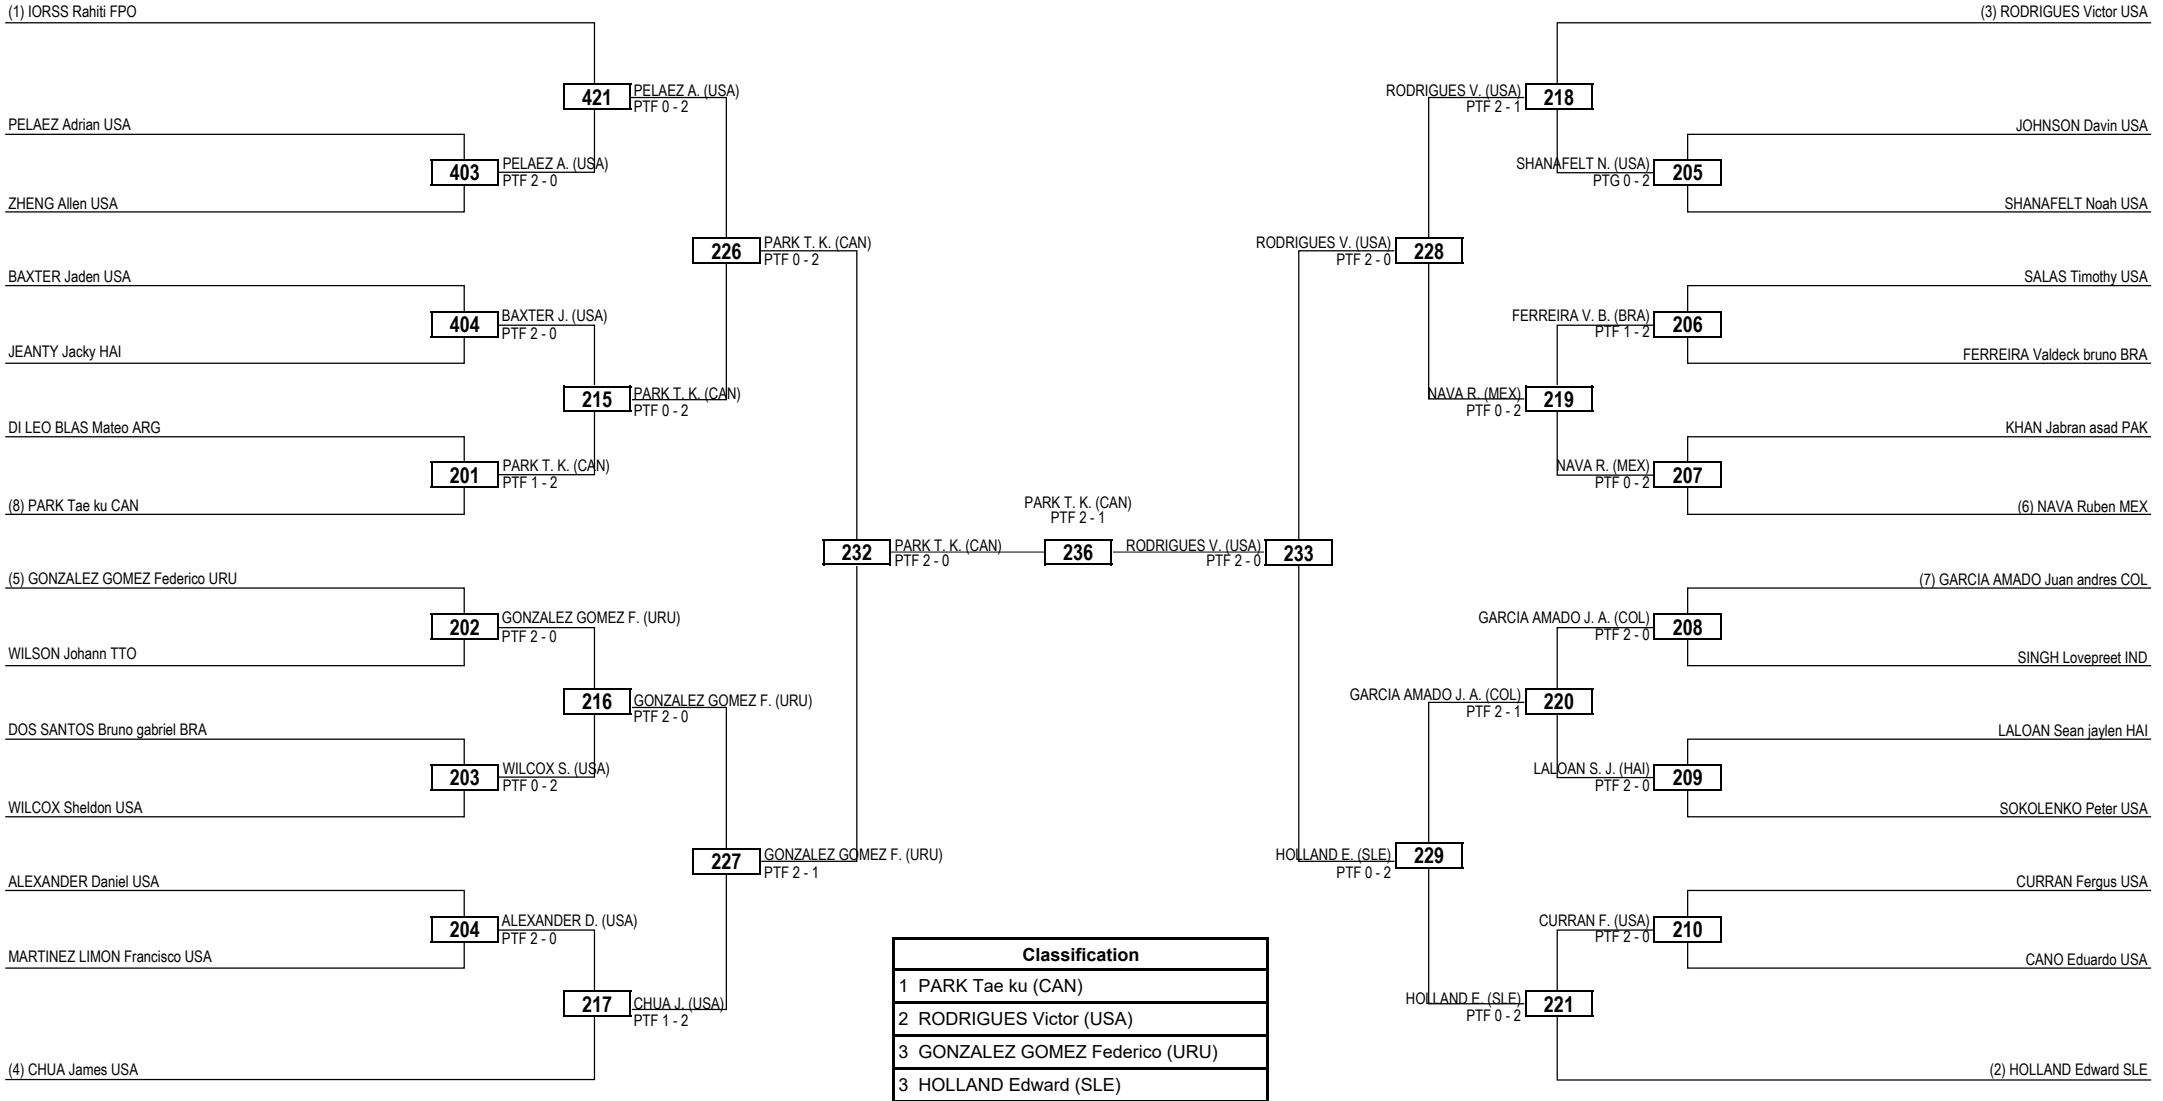 (1) IORSS Rahiti FPO
421
PELAEZ A. (USA)
PTF 0 - 2
PELAEZ Adrian USA
403
PELAEZ A. (USA)
PTF 2 - 0
ZHENG Allen USA
226
PARK T. K. (CAN)
PTF 0 - 2
BAXTER Jaden USA
404
BAXTER J. (USA)
PTF 2 - 0
JEANTY Jacky HAI
215
PARK T. K. (CAN)
PTF 0 - 2
DI LEO BLAS Mateo ARG
201
PARK T. K. (CAN)
PTF 1 - 2
(8) PARK Tae ku CAN
232
PARK T. K. (CAN)
PTF 2 - 0
(5) GONZALEZ GOMEZ Federico URU
202
GONZALEZ GOMEZ F. (URU)
PTF 2 - 0
WILSON Johann TTO
216
GONZALEZ GOMEZ F. (URU)
PTF 2 - 0
DOS SANTOS Bruno gabriel BRA
203
WILCOX S. (USA)
PTF 0 - 2
WILCOX Sheldon USA
227
GONZALEZ GOMEZ F. (URU)
PTF 2 - 1
ALEXANDER Daniel USA
204
ALEXANDER D. (USA)
PTF 2 - 0
MARTINEZ LIMON Francisco USA
217
CHUA J. (USA)
PTF 1 - 2
(4) CHUA James USA
PARK T. K. (CAN)
PTF 2 - 1
236
(3) RODRIGUES Victor USA
RODRIGUES V. (USA)
PTF 2 - 1
218
JOHNSON Davin USA
SHANAFELT N. (USA)
PTG 0 - 2
205
SHANAFELT Noah USA
RODRIGUES V. (USA)
PTF 2 - 0
228
SALAS Timothy USA
FERREIRA V. B. (BRA)
PTF 1 - 2
206
FERREIRA Valdeck bruno BRA
NAVA R. (MEX)
PTF 0 - 2
219
KHAN Jabran asad PAK
NAVA R. (MEX)
PTF 0 - 2
207
(6) NAVA Ruben MEX
RODRIGUES V. (USA)
PTF 2 - 0
233
(7) GARCIA AMADO Juan andres COL
GARCIA AMADO J. A. (COL)
PTF 2 - 0
208
SINGH Lovepreet IND
GARCIA AMADO J. A. (COL)
PTF 2 - 1
220
LALOAN Sean jaylen HAI
LALOAN S. J. (HAI)
PTF 2 - 0
209
SOKOLENKO Peter USA
HOLLAND E. (SLE)
PTF 0 - 2
229
CURRAN Fergus USA
CURRAN F. (USA)
PTF 2 - 0
210
CANO Eduardo USA
HOLLAND E. (SLE)
PTF 0 - 2
221
(2) HOLLAND Edward SLE
Classification
1 PARK Tae ku (CAN)
2 RODRIGUES Victor (USA)
3 GONZALEZ GOMEZ Federico (URU)
3 HOLLAND Edward (SLE)